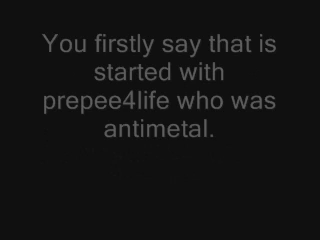 You firstly say that is
started with
prepee4life who was
antimetal.